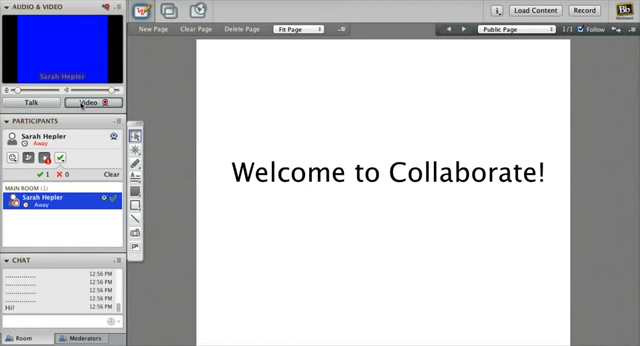 AUDIO & VIDEO
Sarah Hepler
Talk
Video
PARTICIPANTS
Sarah Hepler
Away
1
0
Clear
MAIN ROOM (1)
Sarah Hepler
Away
CHAT
--------------- 12:56 PM
--------------- 12:56 PM
--------------- 12:56 PM
--------------- 12:56 PM
Hi! 12:56 PM
Room
Moderators
Load Content
Record
Bb
New Page
Clear Page
Delete Page
Fit Page
Public Page
1/1
Follow
Welcome to Collaborate!